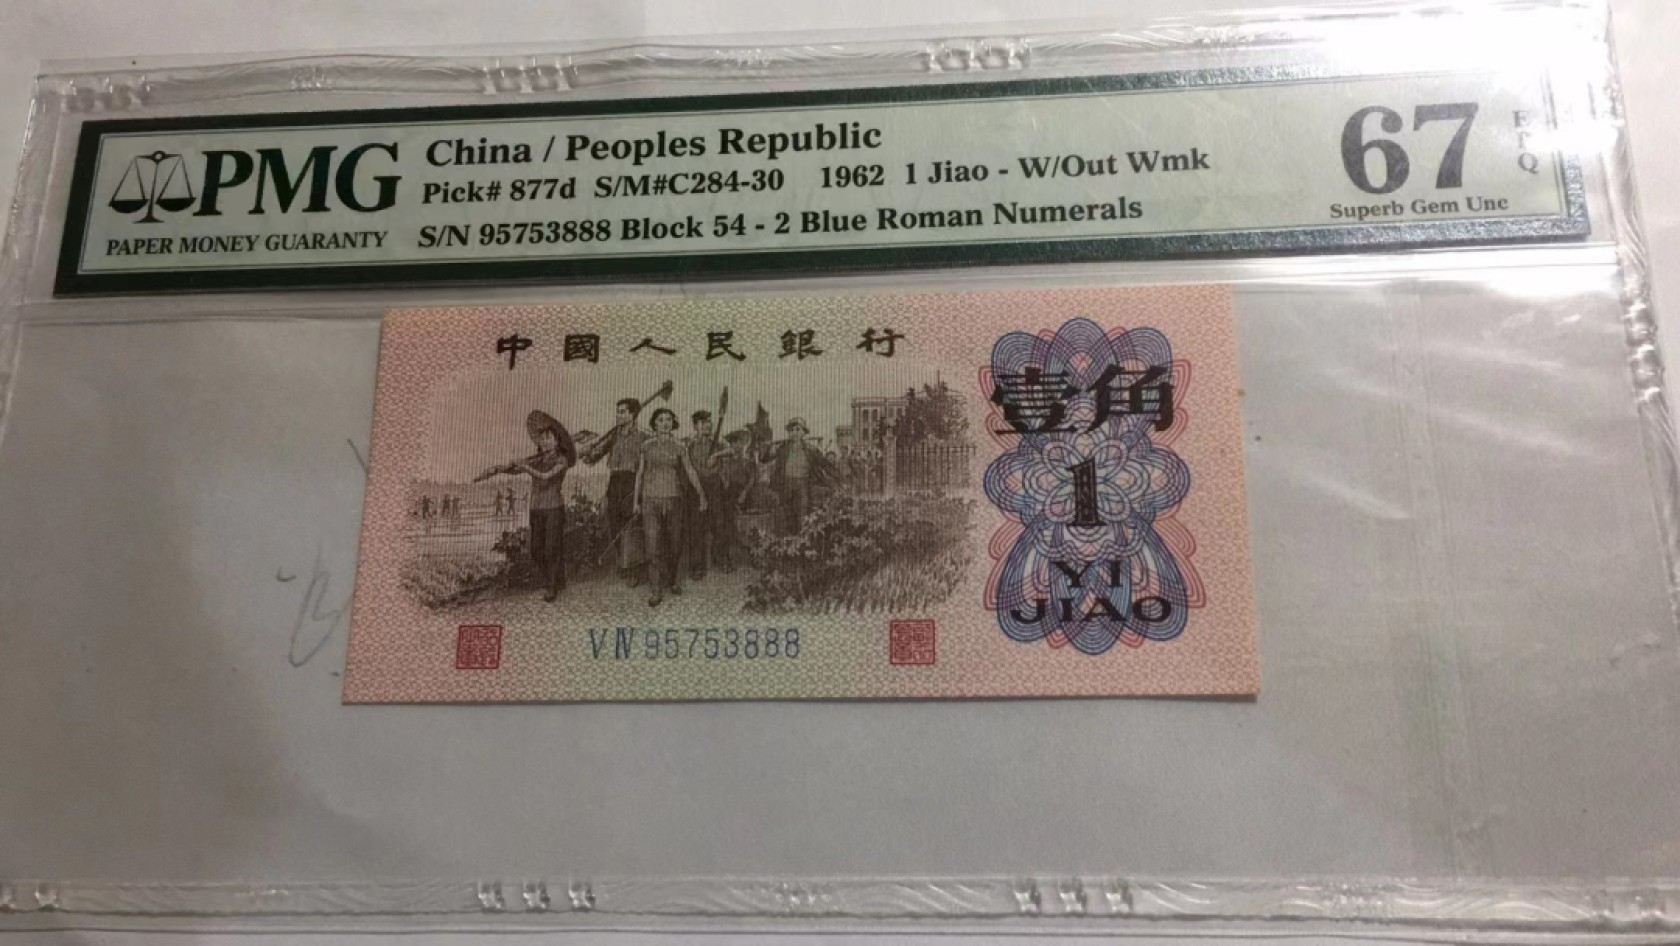 PMG
PAPER MONEY GUARANTY
China / Peoples Republic
Pick# 877d S/M#C284-30 1962 1 Jiao - W/Out Wmk
S/N 95753888 Block 54 - 2 Blue Roman Numerals
67
EPQ
Superb Gem Unc
中國人民銀行
壹角
1
YI
JIAO
V IV 95753888